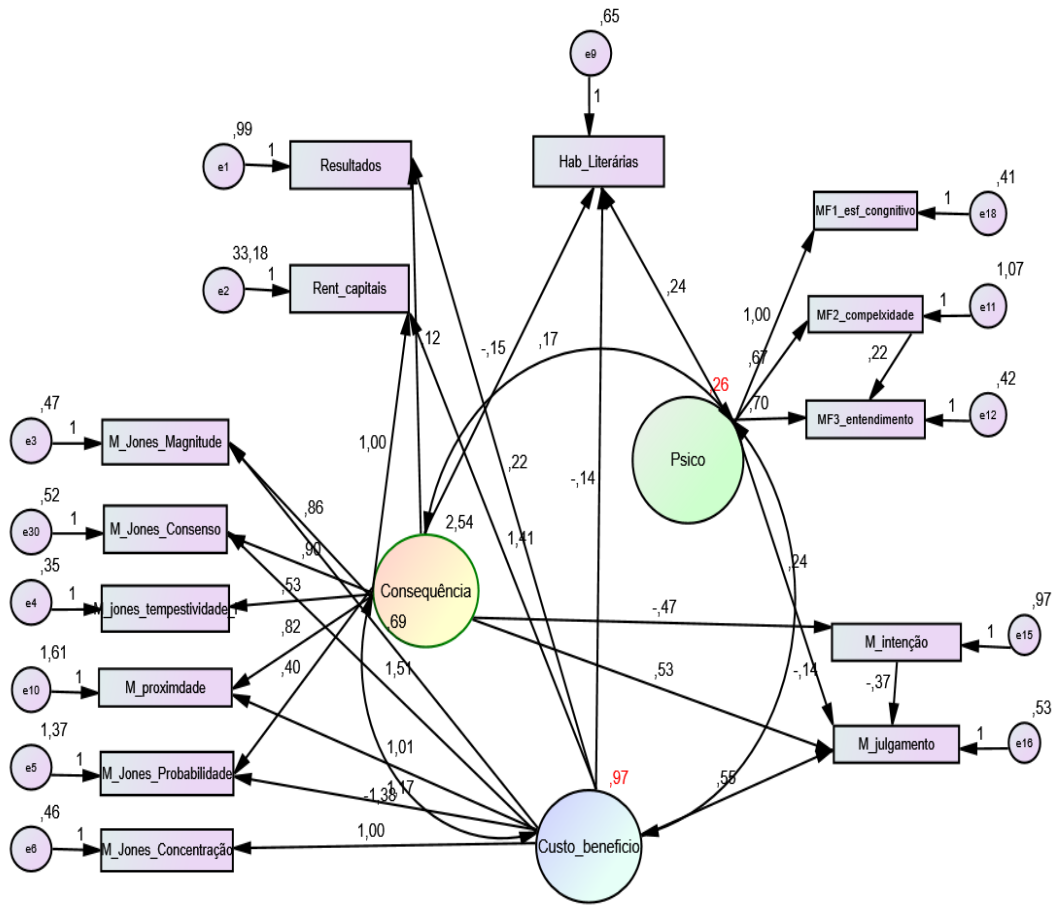 ,65
e9
1
,99
e1
1
Resultados
Hab_Literárias
MF1_esf_congnitivo
1
,41
e18
33,18
e2
1
Rent_capitais
,24
1,00
MF2_compelxidade
1
1,07
e11
12
-,15
,17
,67
,22
,26
,70
MF3_entendimento
1
,42
e12
,47
e3
1
M_Jones_Magnitude
1,00
,22
-,14
Psico
,52
e30
1
M_Jones_Consenso
,86
,90
2,54
1,41
,35
e4
1
M_jones_tempestividade_
,53
Consequência
,24
,82
,69
-,47
M_intenção
1
,97
e15
1,61
e10
1
M_proximdade
,40
1,51
,53
-,14
-,37
1,37
e5
1
M_Jones_Probabilidade
1,01
M_julgamento
1
,53
e16
-1,38
,17
,97
,55
,46
e6
1
M_Jones_Concentração
1,00
Custo_beneficio